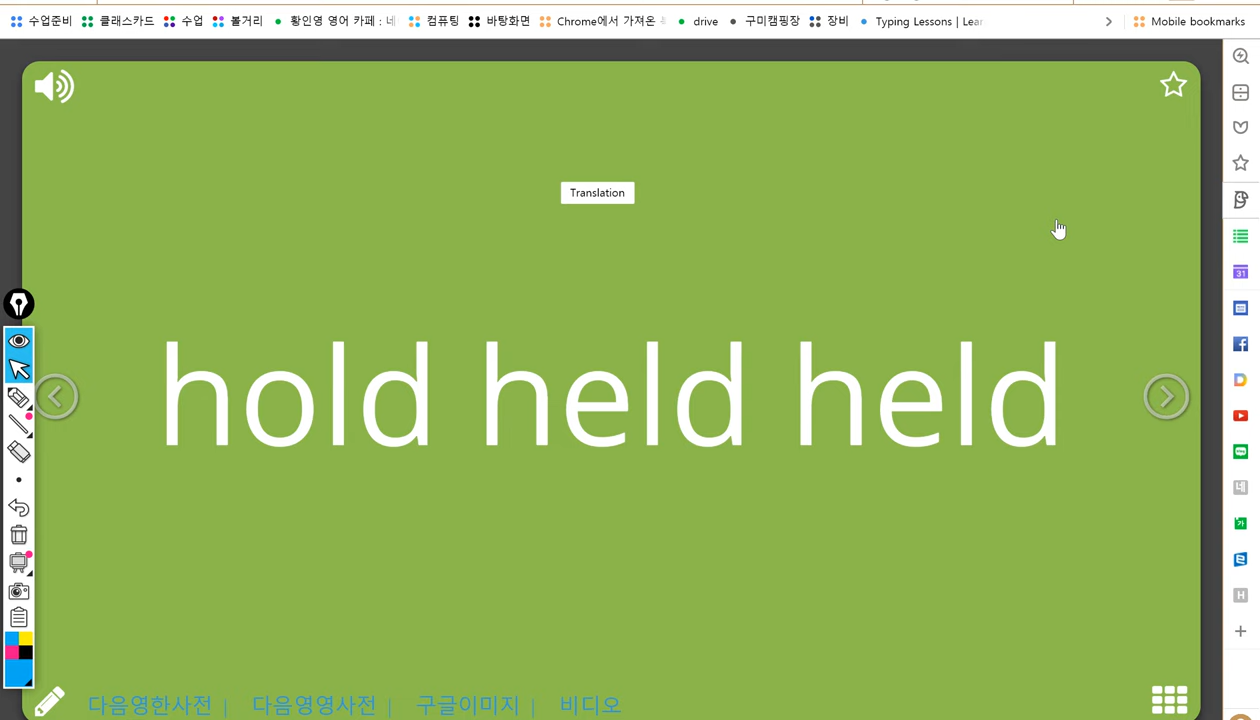 수업준비 클래스카드 수업 볼거리 황인영 영어 카페 : 네 컴퓨팅 바탕화면 Chrome에서 가져온 drive 구미캠핑장 장비 Typing Lessons | Lear Mobile bookmarks
Translation
hold held held
다음영한사전 | 다음영영사전 | 구글이미지 | 비디오
31